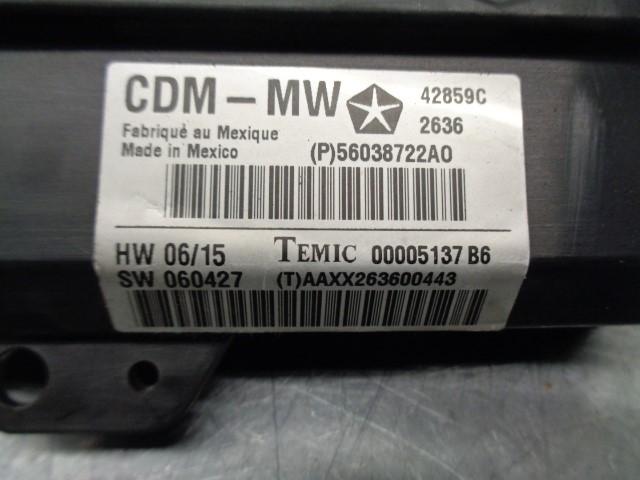 CDM – MW 42859C
Fabriquè au Mexique 2636
Made in Mexico (P)56038722AO
HW 06/15 TEMIC 00005137 B6
SW 060427 (T)AAXX263600443